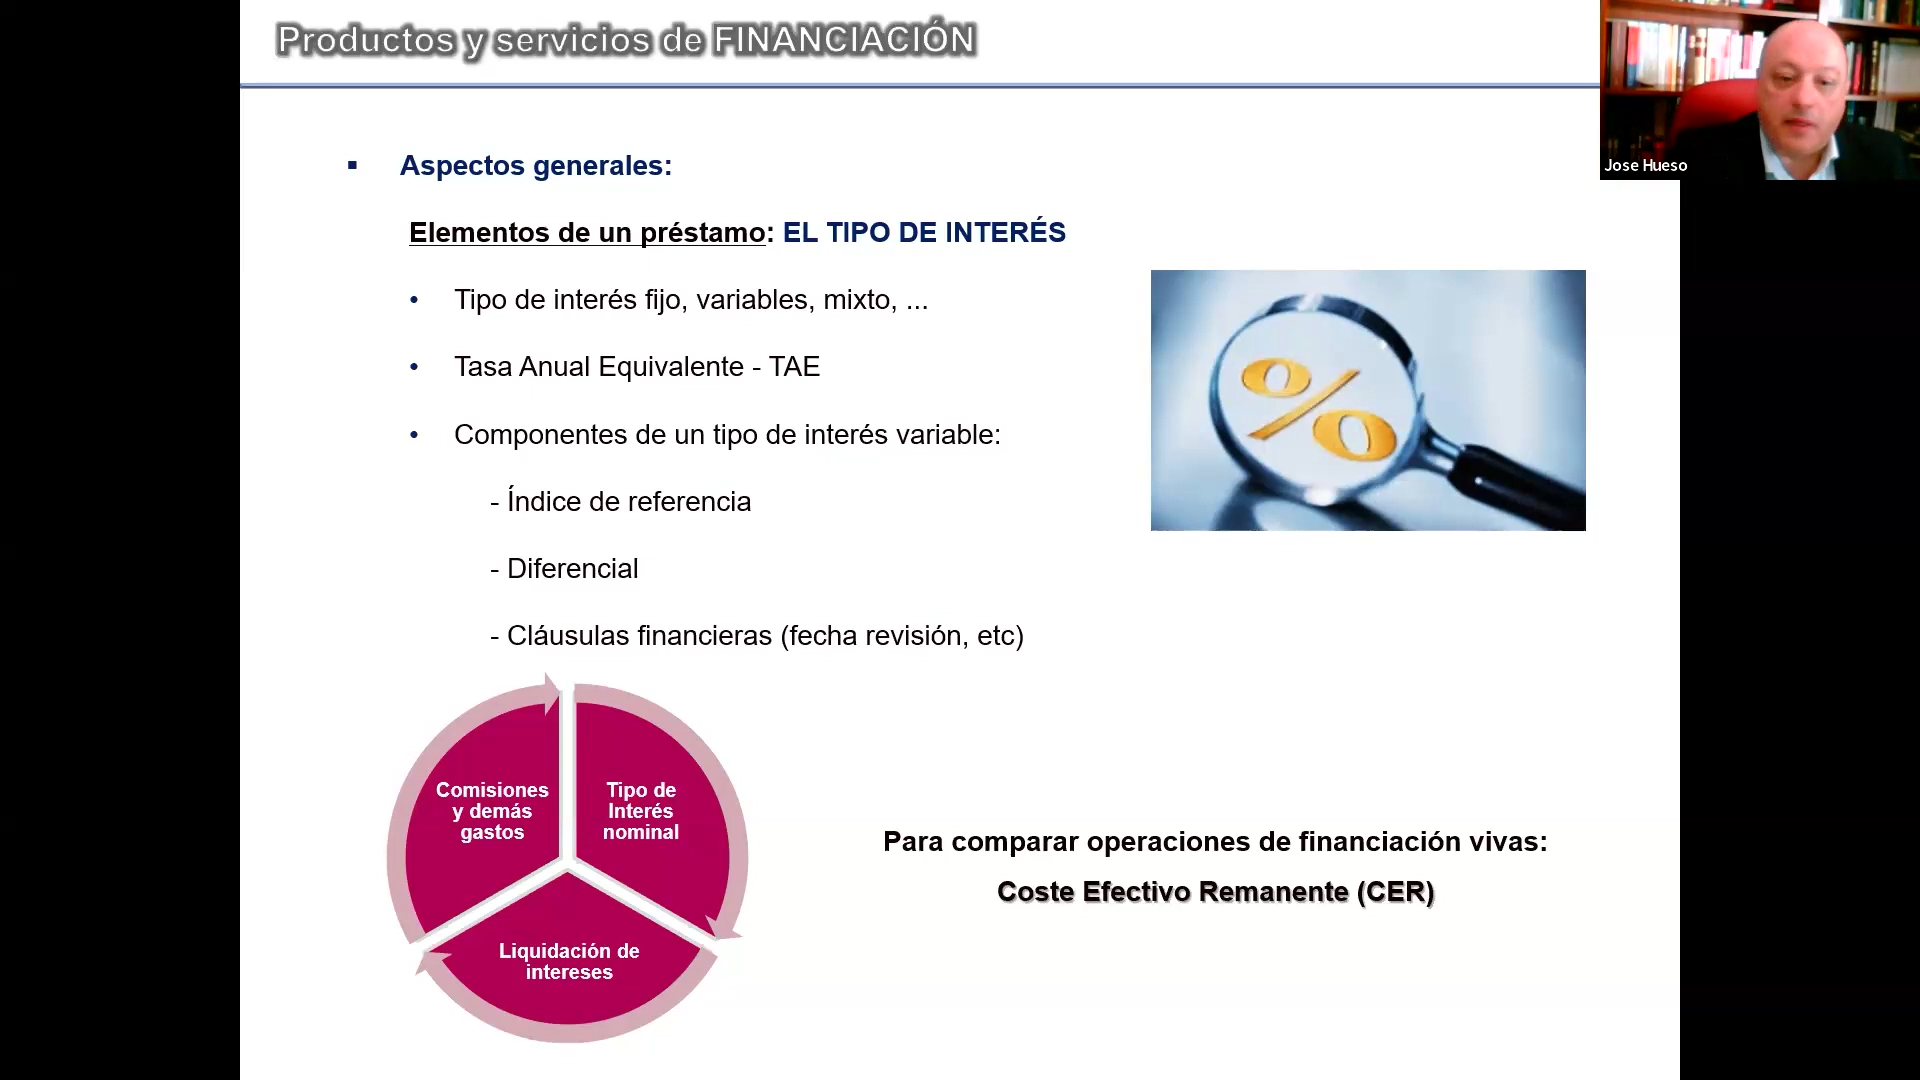 Productos y servicios de FINANCIACIÓN
Jose Hueso
▪ Aspectos generales:
Elementos de un préstamo: EL TIPO DE INTERÉS
• Tipo de interés fijo, variables, mixto, ...
• Tasa Anual Equivalente - TAE
• Componentes de un tipo de interés variable:
- Índice de referencia
- Diferencial
- Cláusulas financieras (fecha revisión, etc)
%
Comisiones
y demás
gastos
Tipo de
Interés
nominal
Liquidación de
intereses
Para comparar operaciones de financiación vivas:
Coste Efectivo Remanente (CER)